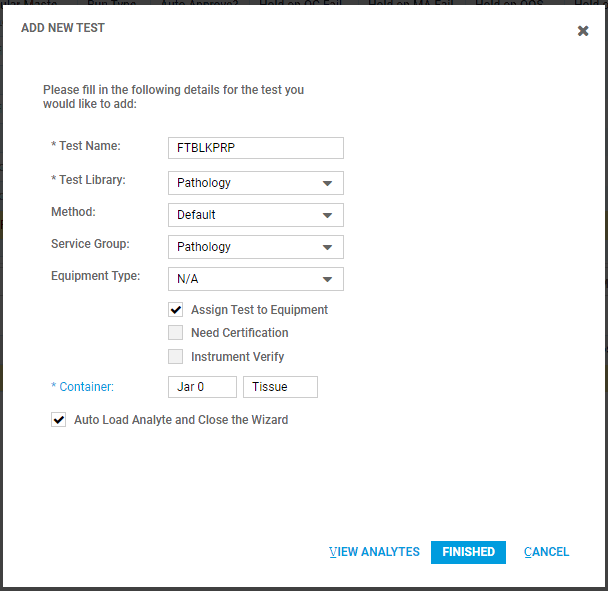 Run Type Auto Approve? Hold on QC Fail Hold on MA Fail Hold on OOS
ADD NEW TEST
Please fill in the following details for the test you
would like to add:
* Test Name: FTBLKPRP
* Test Library: Pathology
Method: Default
Service Group: Pathology
Equipment Type: N/A
Assign Test to Equipment
Need Certification
Instrument Verify
* Container: Jar 0 Tissue
Auto Load Analyte and Close the Wizard
VIEW ANALYTES FINISHED CANCEL